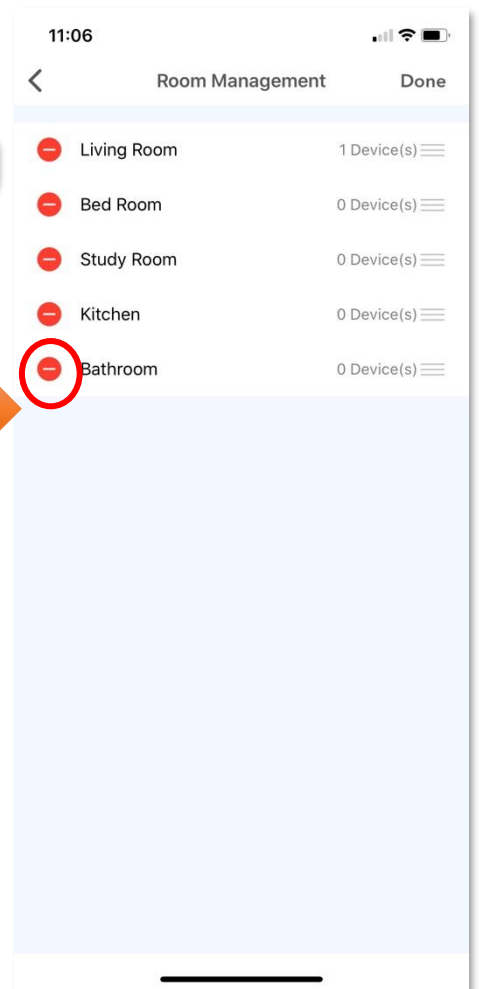 11:06
Room Management Done
Living Room 1 Device(s)
Bed Room 0 Device(s)
Study Room 0 Device(s)
Kitchen 0 Device(s)
Bathroom 0 Device(s)